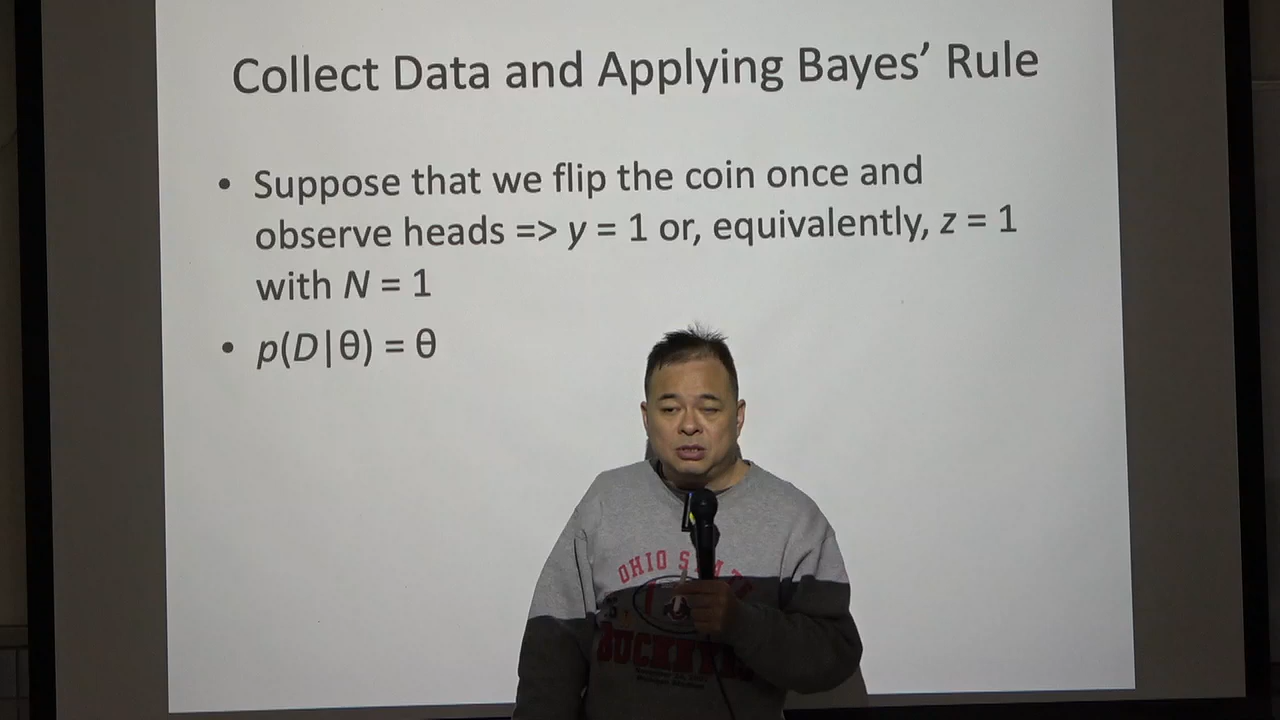 Collect Data and Applying Bayes’ Rule
• Suppose that we flip the coin once and
observe heads => y = 1 or, equivalently, z = 1
with N = 1
• p(D|θ) = θ
OHIO